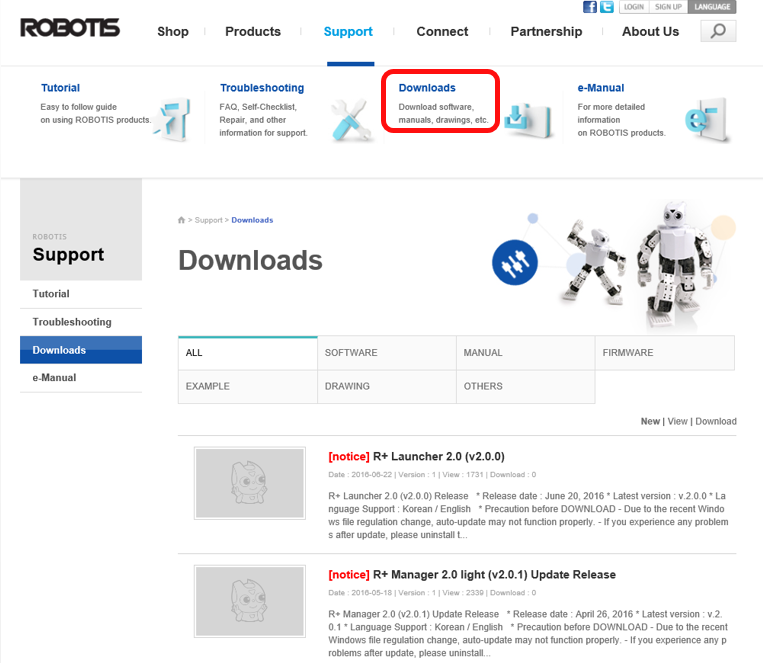 LOGIN SIGN UP LANGUAGE
ROBOTIS Shop Products Support Connect Partnership About Us
Tutorial
Easy to follow guide
on using ROBOTIS products.
Troubleshooting
FAQ, Self-Checklist,
Repair, and other
information for support.
Downloads
Download software,
manuals, drawings, etc.
e-Manual
For more detailed
information
on ROBOTIS products.
ROBOTIS
Support
Tutorial
Troubleshooting
Downloads
e-Manual
> Support > Downloads
Downloads
ALL SOFTWARE MANUAL FIRMWARE
EXAMPLE DRAWING OTHERS
New | View | Download
[notice] R+ Launcher 2.0 (v2.0.0)
Date : 2016-06-22 | Version : 1 | View : 1731 | Download : 0
R+ Launcher 2.0 (v2.0.0) Release * Release date : June 20, 2016 * Latest version : v.2.0.0 * La
nguage Support : Korean / English * Precaution before DOWNLOAD - Due to the recent Windo
ws file regulation change, auto-update may not function properly. - If you experience any problem
s after update, please uninstall t...
[notice] R+ Manager 2.0 light (v2.0.1) Update Release
Date : 2016-05-18 | Version : 1 | View : 2339 | Download : 0
R+ Manager 2.0 (v2.0.1) Update Release * Release date : April 26, 2016 * Latest version : v.2.
0.1 * Language Support : Korean / English * Precaution before DOWNLOAD - Due to the recent
Windows file regulation change, auto-update may not function properly. - If you experience any p
roblems after update, please uninstall...